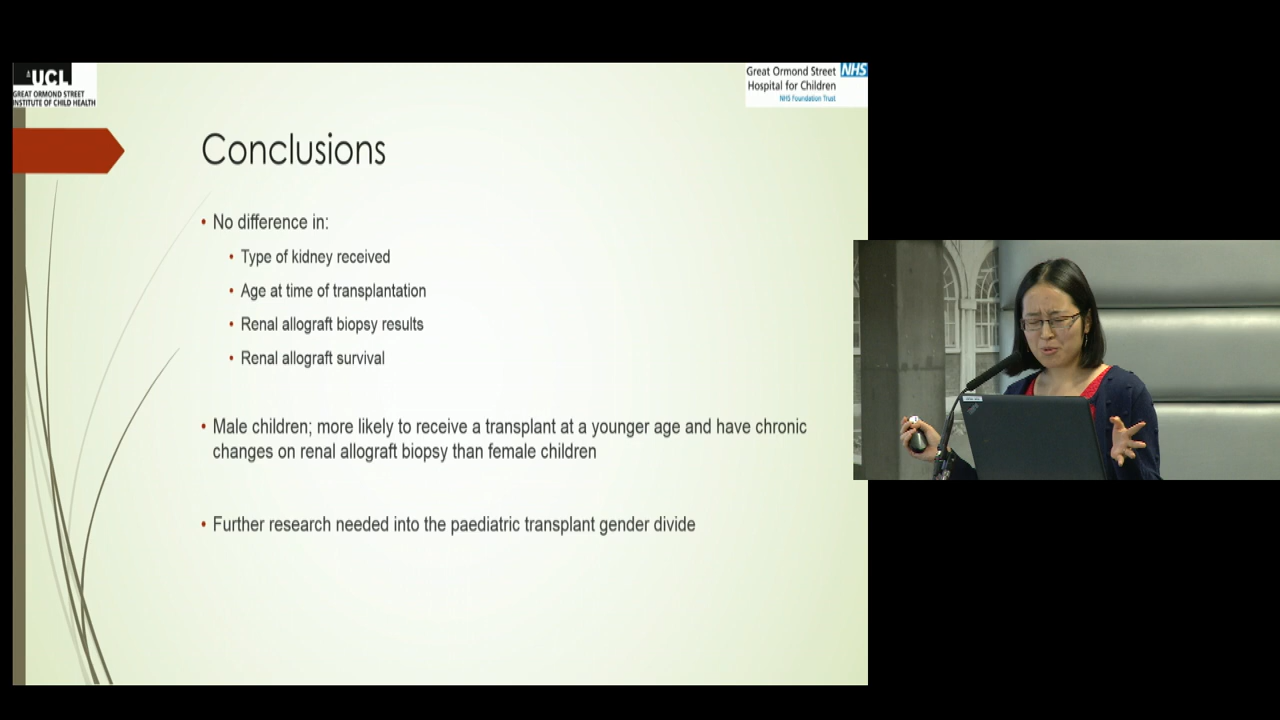 UCL
GREAT ORMOND STREET
INSTITUTE OF CHILD HEALTH
Great Ormond Street NHS
Hospital for Children
NHS Foundation Trust
Conclusions
• No difference in:
• Type of kidney received
• Age at time of transplantation
• Renal allograft biopsy results
• Renal allograft survival
• Male children; more likely to receive a transplant at a younger age and have chronic
changes on renal allograft biopsy than female children
• Further research needed into the paediatric transplant gender divide